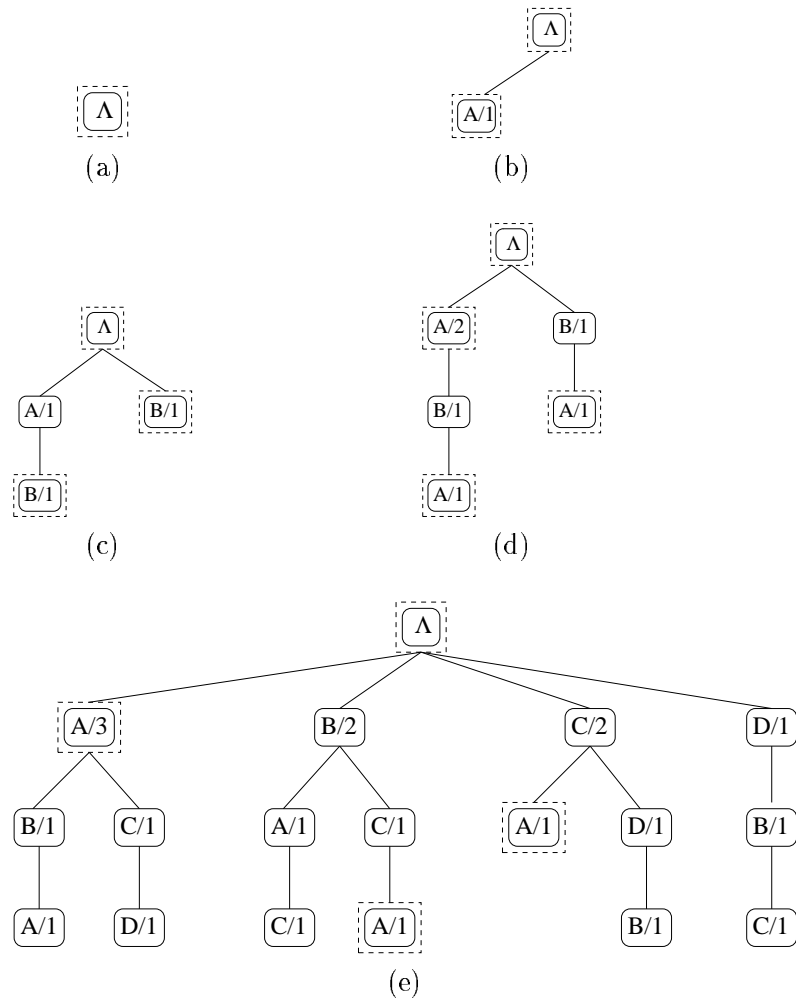 Λ
Λ
A/1
(a)
(b)
Λ
Λ
A/2 B/1
A/1 B/1
B/1 A/1
B/1
A/1
(c)
(d)
Λ
A/3 B/2 C/2 D/1
B/1 C/1 A/1 C/1 A/1 D/1 B/1
A/1 D/1 C/1 A/1 B/1 C/1
(e)